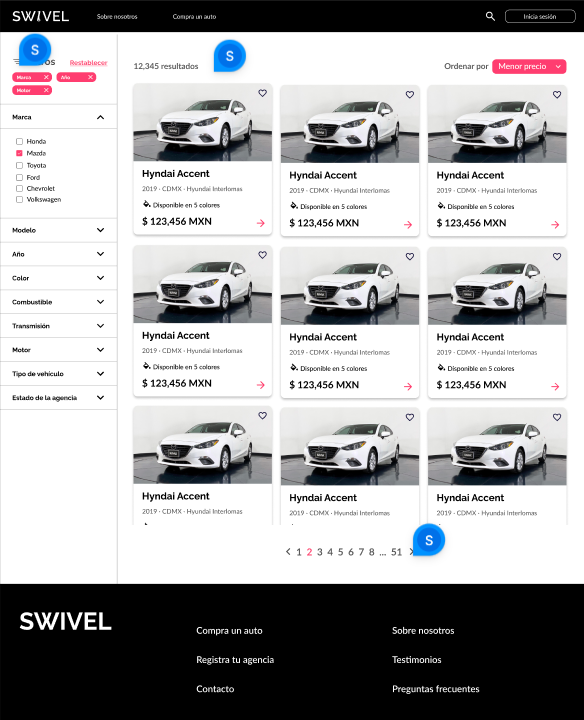 SWIVEL
Sobre nosotros
Compra un auto
Inicia sesión
S
OS
Restablecer
Marca
Año
Motor
Marca
Honda
Mazda
Toyota
Ford
Chevrolet
Volkswagen
Modelo
Año
Color
Combustible
Transmisión
Motor
Tipo de vehículo
Estado de la agencia
12,345 resultados
S
Ordenar por
Menor precio
Hyndai Accent
2019 · CDMX · Hyundai Interlomas
Disponible en 5 colores
$ 123,456 MXN
Hyndai Accent
2019 · CDMX · Hyundai Interlomas
Disponible en 5 colores
$ 123,456 MXN
Hyndai Accent
2019 · CDMX · Hyundai Interlomas
Disponible en 5 colores
$ 123,456 MXN
Hyndai Accent
2019 · CDMX · Hyundai Interlomas
Disponible en 5 colores
$ 123,456 MXN
Hyndai Accent
2019 · CDMX · Hyundai Interlomas
Disponible en 5 colores
$ 123,456 MXN
Hyndai Accent
2019 · CDMX · Hyundai Interlomas
Disponible en 5 colores
$ 123,456 MXN
Hyndai Accent
2019 · CDMX · Hyundai Interlomas
Hyndai Accent
2019 · CDMX · Hyundai Interlomas
Hyndai Accent
2019 · CDMX · Hyundai Interlomas
1 2 3 4 5 6 7 8 ... 51
S
SWIVEL
Compra un auto
Registra tu agencia
Contacto
Sobre nosotros
Testimonios
Preguntas frecuentes